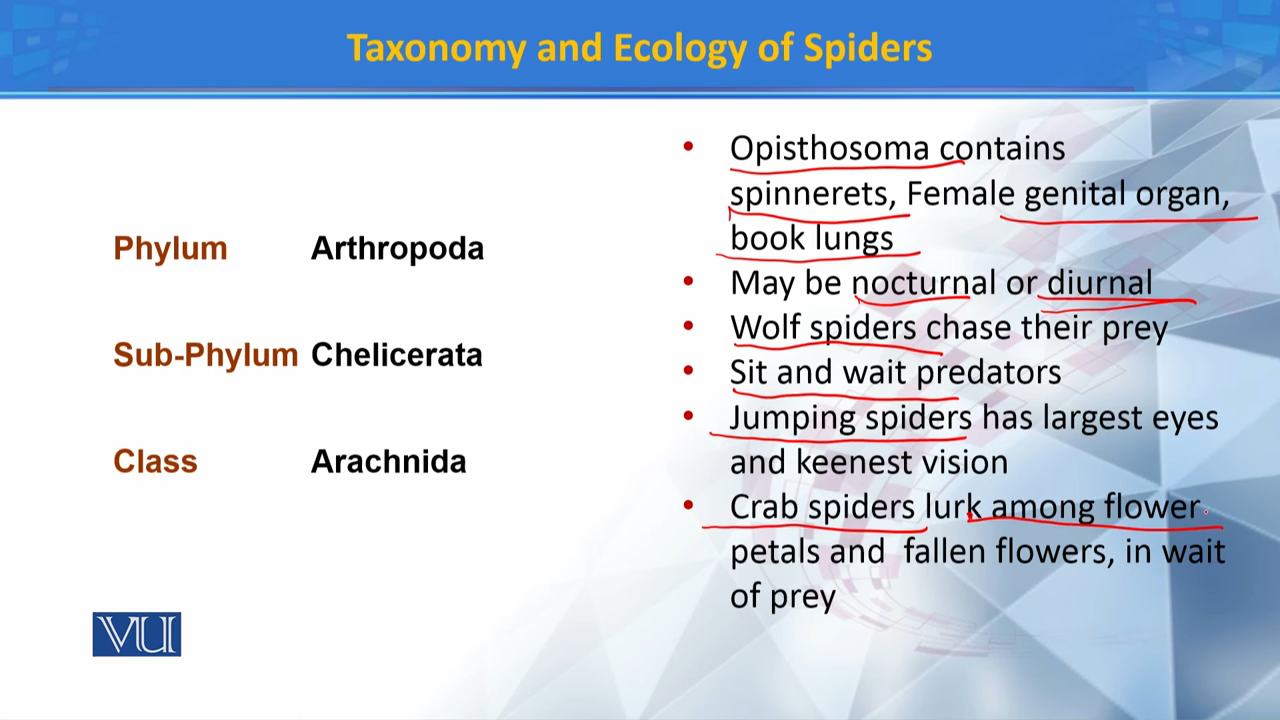 Taxonomy and Ecology of Spiders
Phylum Arthropoda
Sub-Phylum Chelicerata
Class Arachnida
• Opisthosoma contains
spinnerets, Female genital organ,
book lungs
• May be nocturnal or diurnal
• Wolf spiders chase their prey
• Sit and wait predators
• Jumping spiders has largest eyes
and keenest vision
• Crab spiders lurk among flower
petals and fallen flowers, in wait
of prey
VU